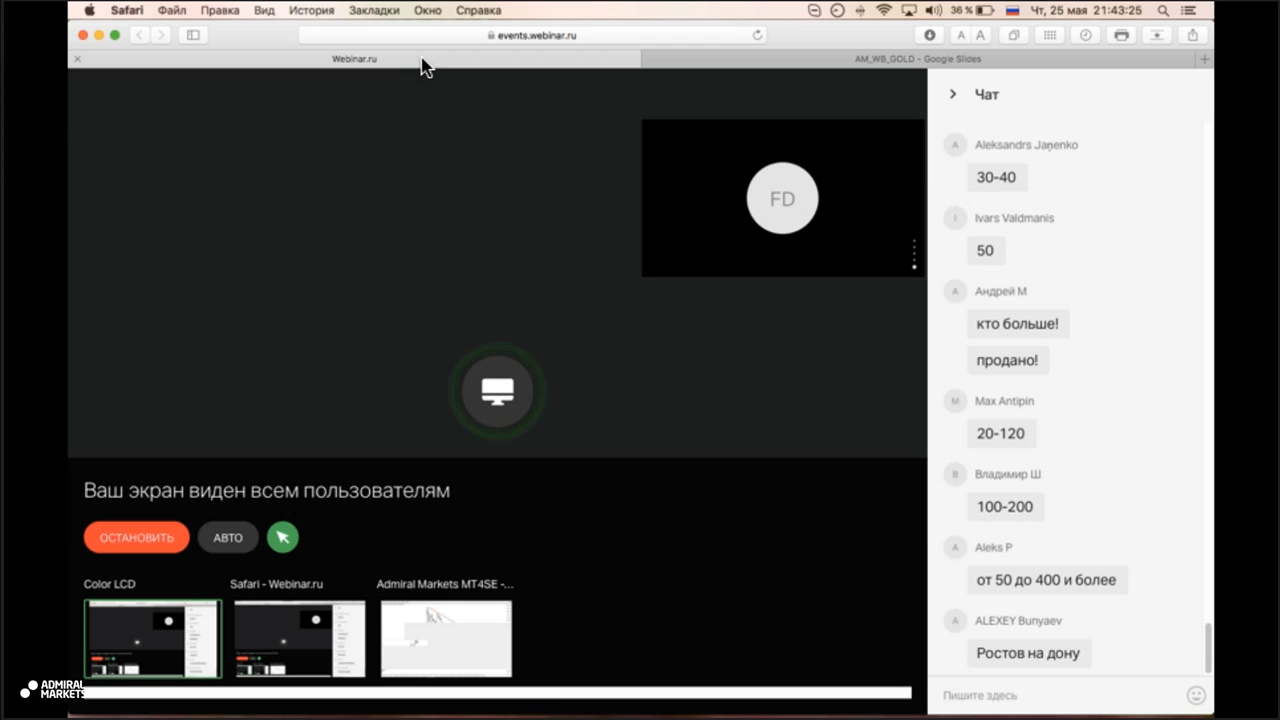 Safari Файл Правка Вид История Закладки Окно Справка 36 % Чт, 25 мая 21:43:25
events.webinar.ru A A
Webinar.ru
AM_WB_GOLD - Google Slides
FD
Ваш экран виден всем пользователям
ОСТАНОВИТЬ АВТО
Color LCD
Safari - Webinar.ru
Admiral Markets MT4SE -...
ADMIRAL
MARKETS
Чат
A Aleksandrs Jaņenko
30-40
I Ivars Valdmanis
50
А Андрей М
кто больше!
продано!
M Max Antipin
20-120
В Владимир Ш
100-200
A Aleks P
от 50 до 400 и более
A ALEXEY Bunyaev
Ростов на дону
Пишите здесь